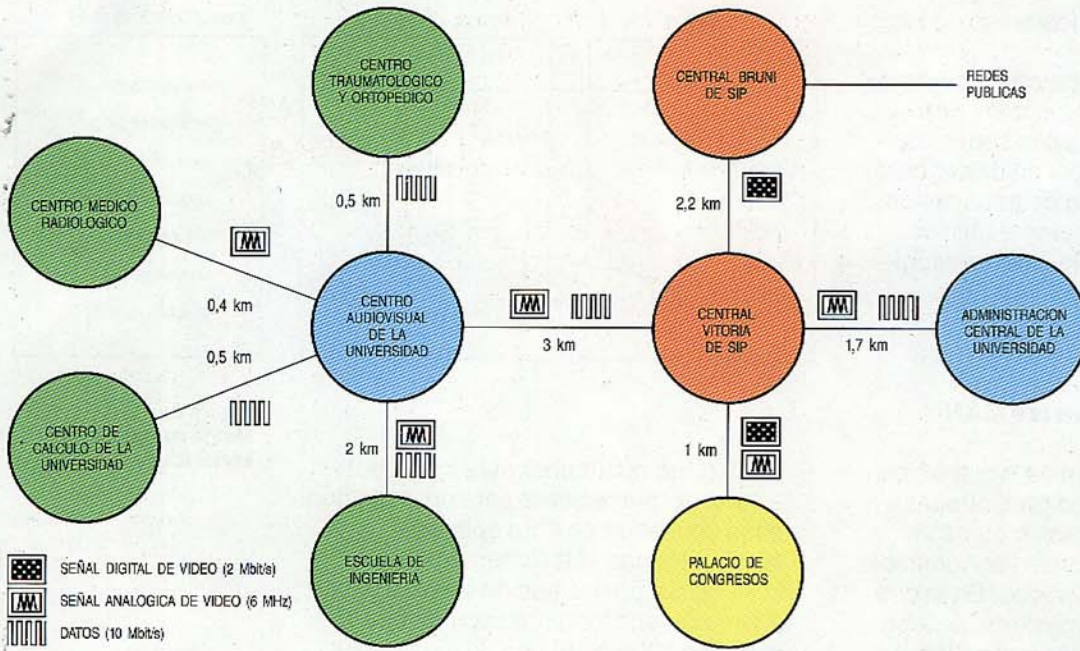 CENTRO
TRAUMATOLOGICO
Y ORTOPEDICO
CENTRAL BRUNI
DE SIP
REDES
PUBLICAS
CENTRO MEDICO
RADIOLOGICO
0,5 km
2,2 km
0,4 km
CENTRO
AUDIOVISUAL
DE LA
UNIVERSIDAD
3 km
CENTRAL
VITORIA
DE SIP
1,7 km
ADMINISTRACION
CENTRAL DE LA
UNIVERSIDAD
0,5 km
CENTRO DE
CALCULO DE LA
UNIVERSIDAD
2 km
1 km
ESCUELA DE
INGENIERIA
PALACIO DE
CONGRESOS
SEÑAL DIGITAL DE VIDEO (2 Mbit/s)
SEÑAL ANALOGICA DE VIDEO (6 MHz)
DATOS (10 Mbit/s)